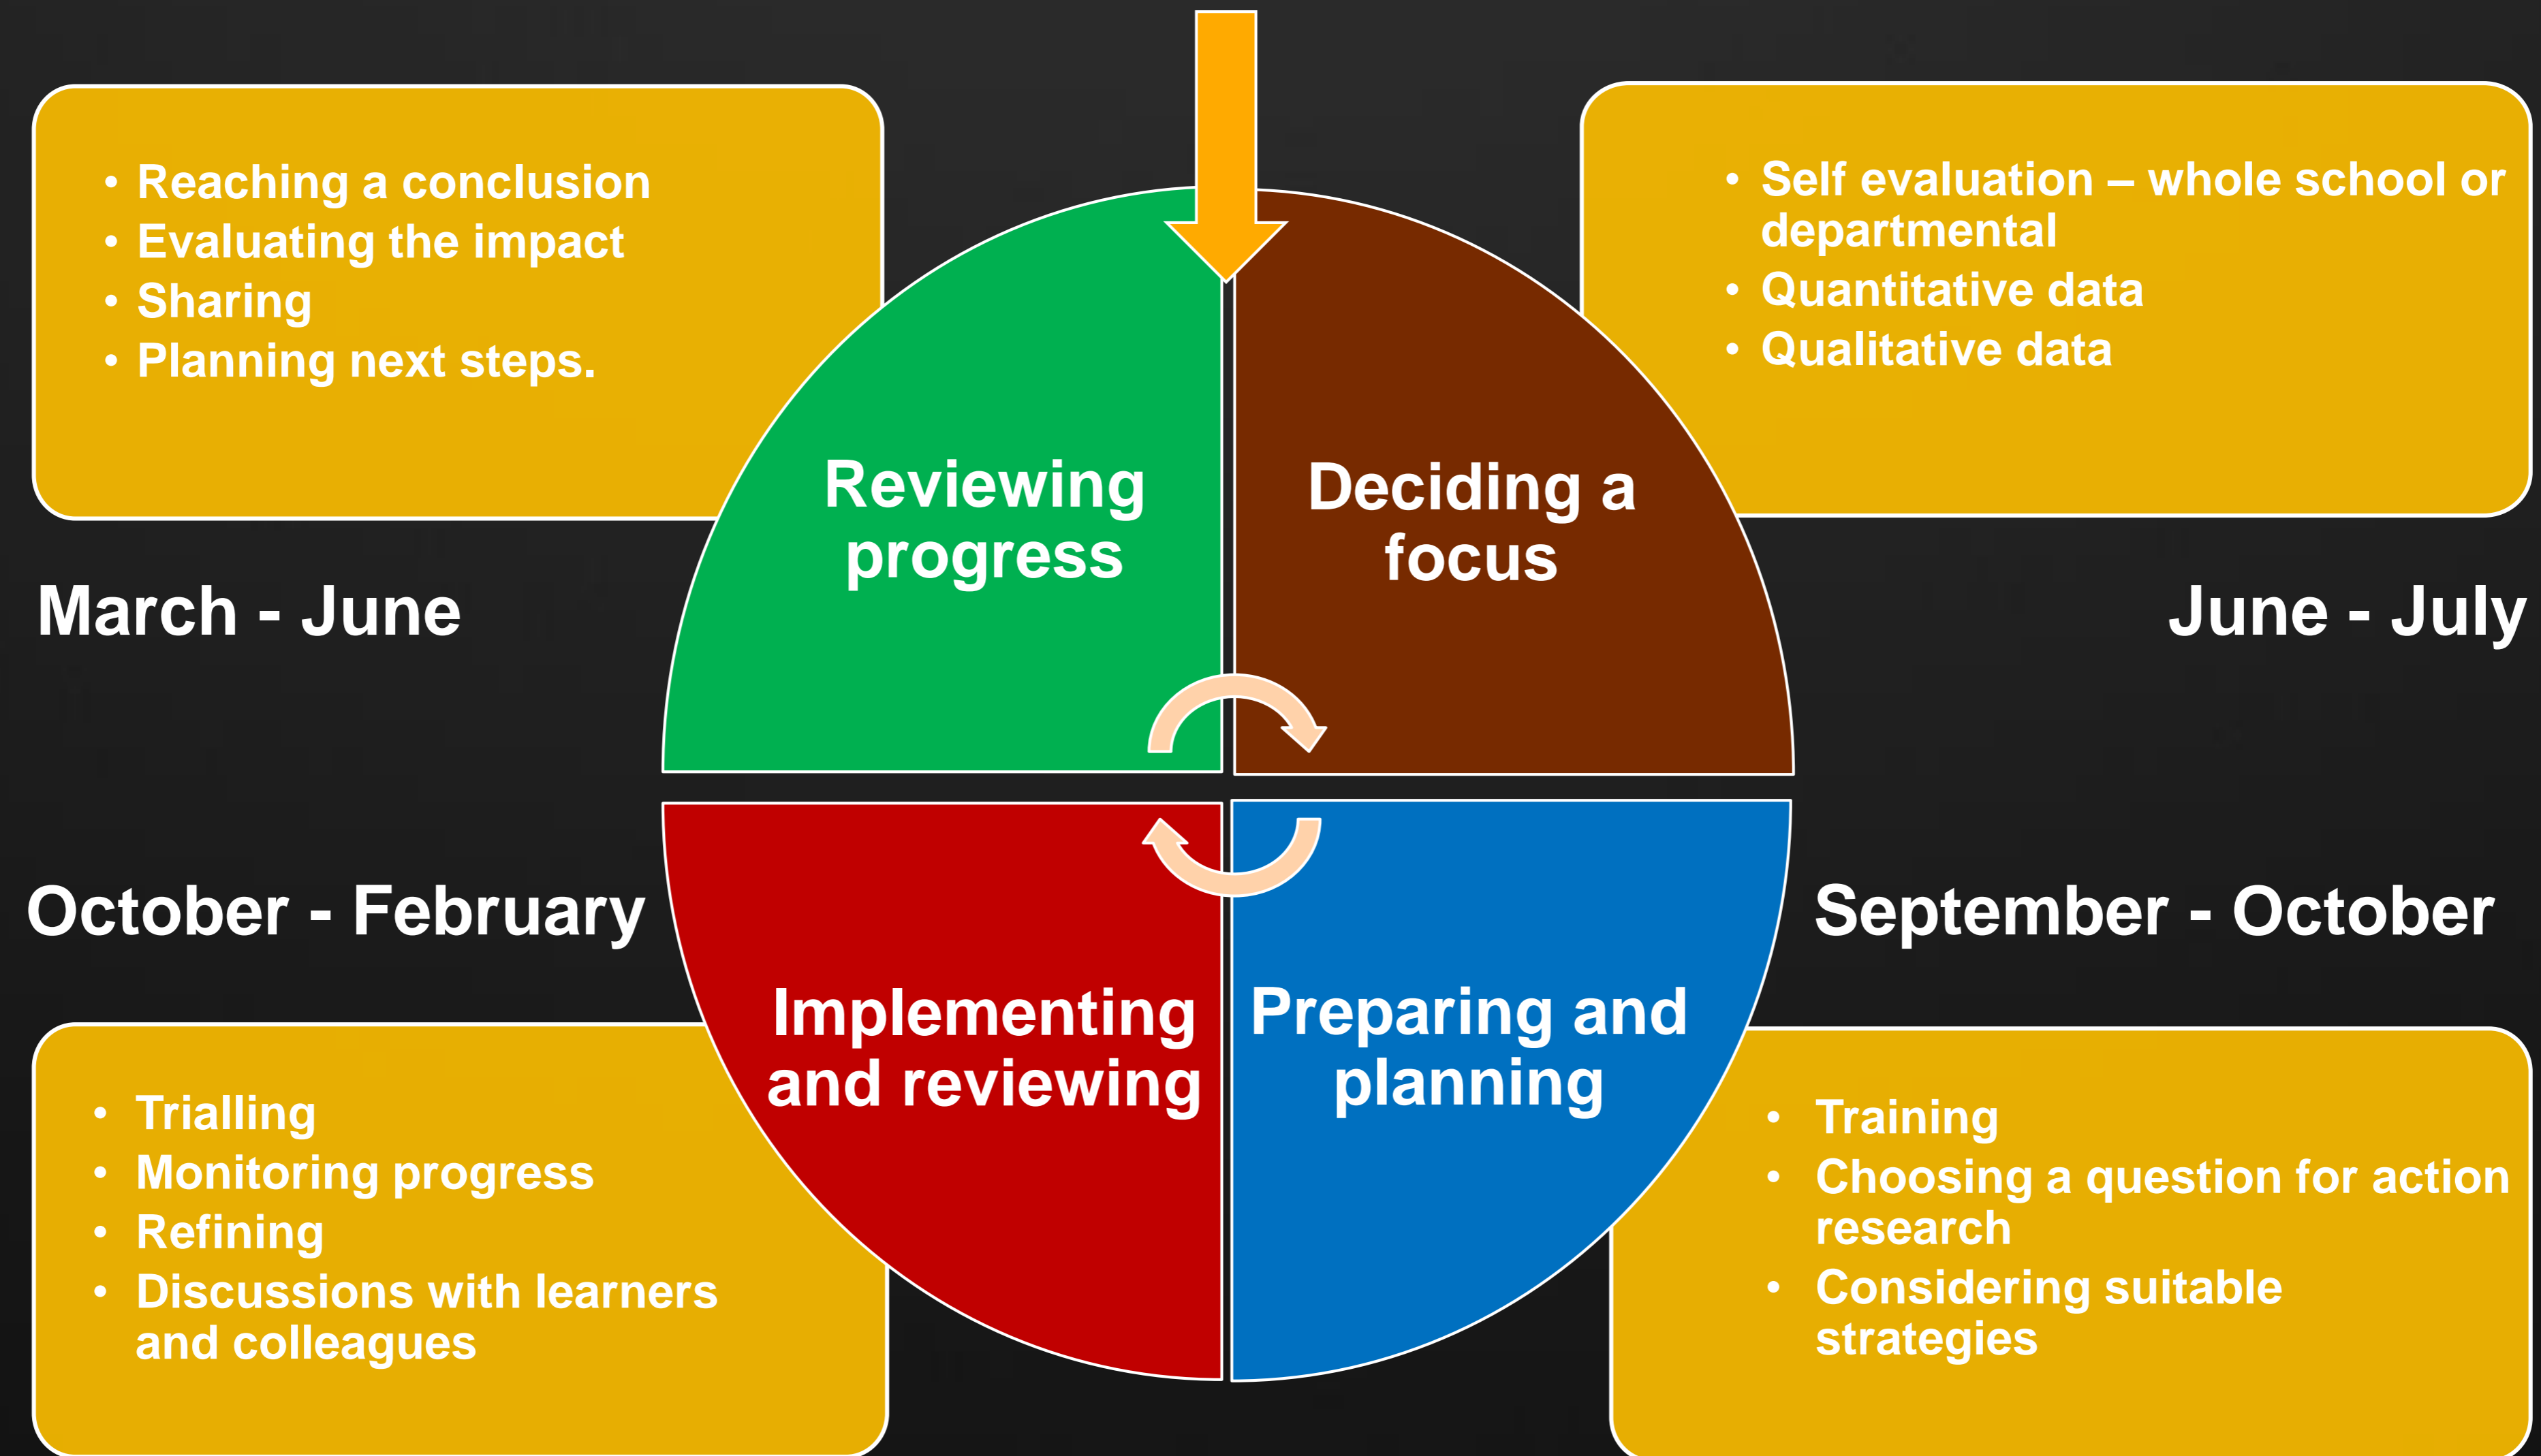 • Reaching a conclusion
• Evaluating the impact
• Sharing
• Planning next steps.
• Self evaluation – whole school or
departmental
• Quantitative data
• Qualitative data
Reviewing
progress
Deciding a
focus
March - June
June - July
October - February
September - October
Implementing
and reviewing
Preparing and
planning
• Trialling
• Monitoring progress
• Refining
• Discussions with learners
and colleagues
• Training
• Choosing a question for action
research
• Considering suitable
strategies